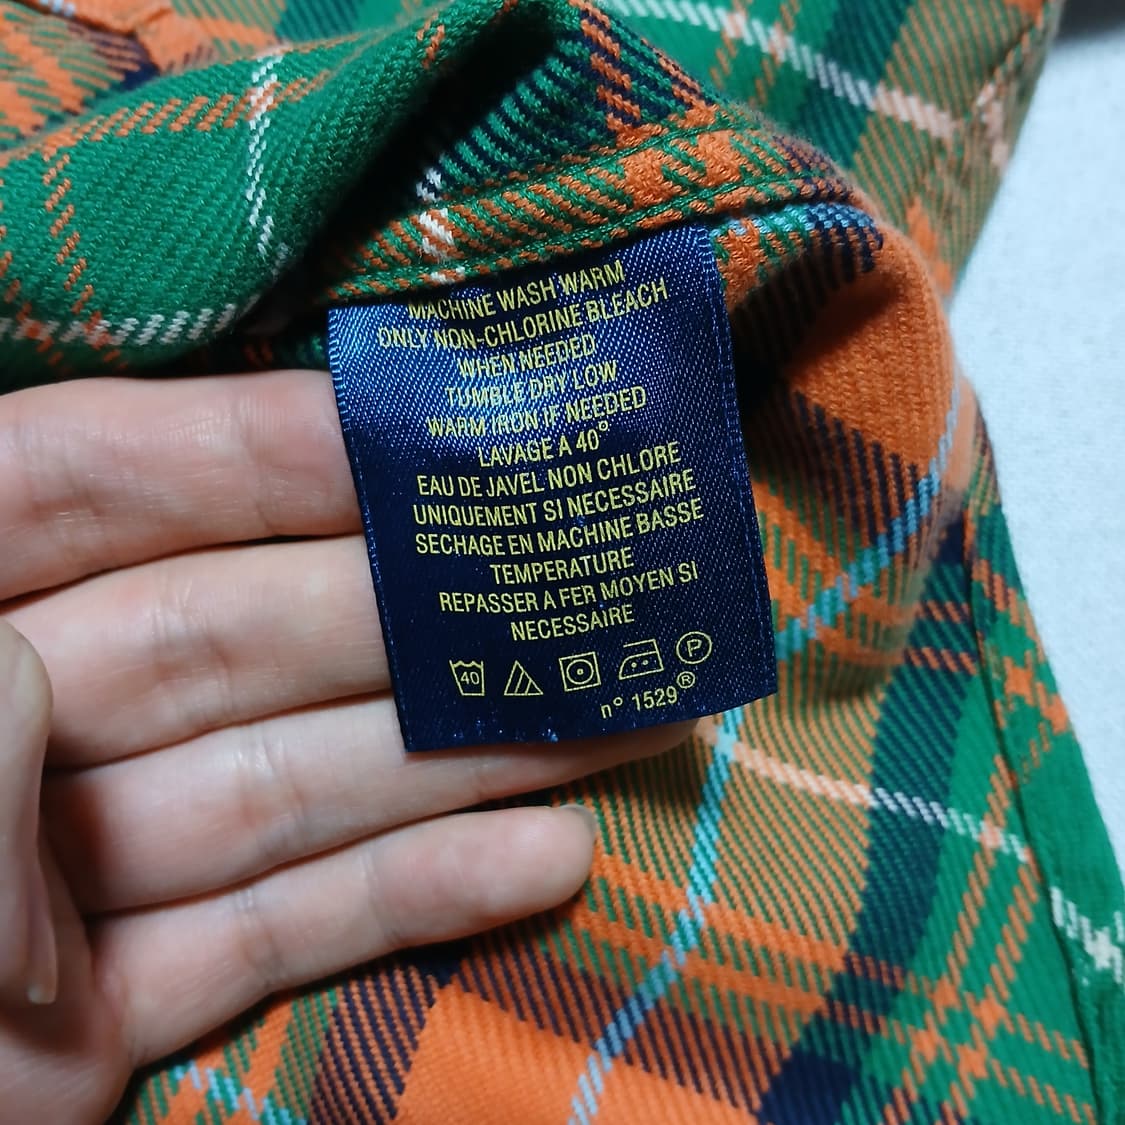 MACHINE WASH WARM
ONLY NON-CHLORINE BLEACH
WHEN NEEDED
TUMBLE DRY LOW
WARM IRON IF NEEDED
LAVAGE A 40°
EAU DE JAVEL NON CHLORE
UNIQUEMENT SI NECESSAIRE
SECHAGE EN MACHINE BASSE
TEMPERATURE
REPASSER A FER MOYEN SI
NECESSAIRE
40 P
n° 1529®